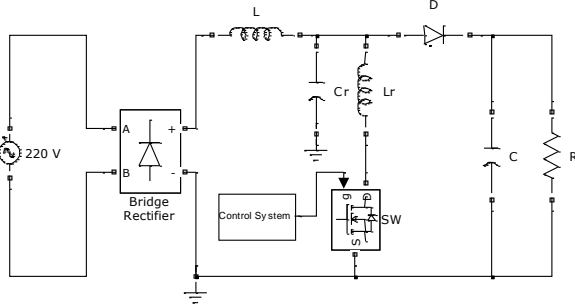 L
D
Cr
Lr
A
+
220 V
B
-
Bridge
Rectifier
Control System
g
D
S
SW
C
R